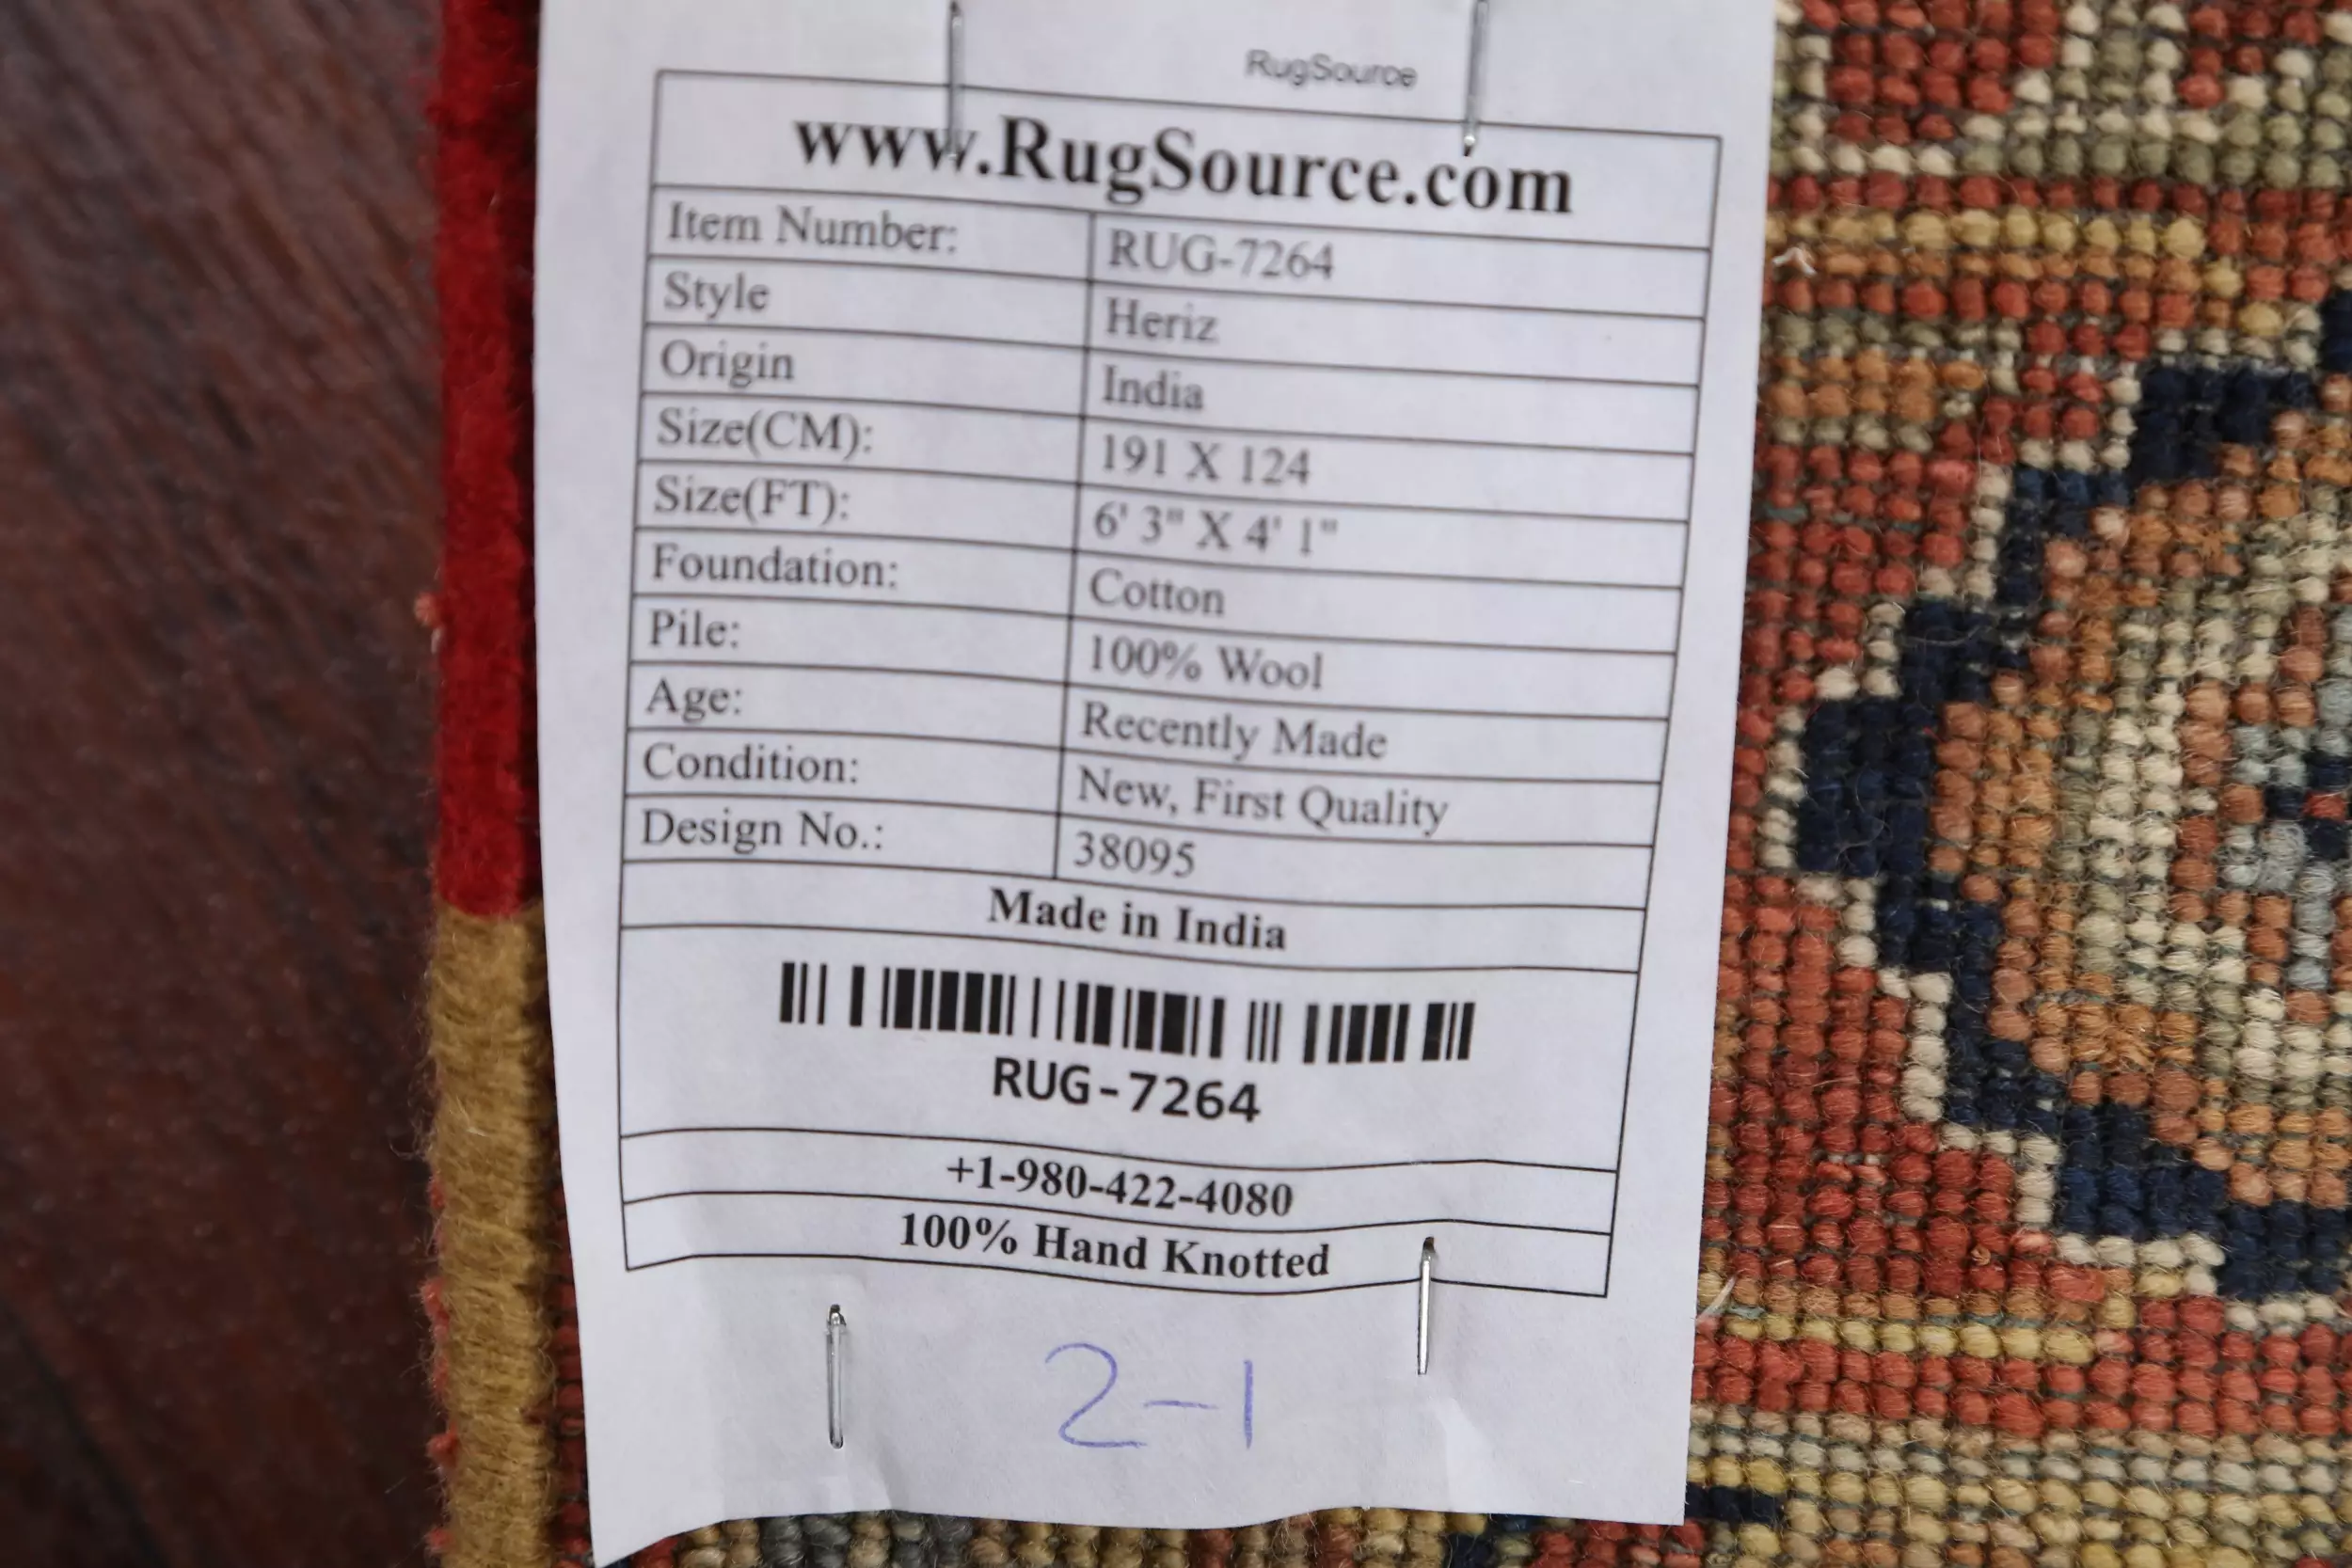 RugSource
www.RugSource.com
Item Number: RUG-7264
Style Heriz
Origin India
Size(CM): 191 X 124
Size(FT): 6' 3" X 4' 1"
Foundation: Cotton
Pile: 100% Wool
Age: Recently Made
Condition: New, First Quality
Design No.: 38095
Made in India
RUG-7264
+1-980-422-4080
100% Hand Knotted
2-1